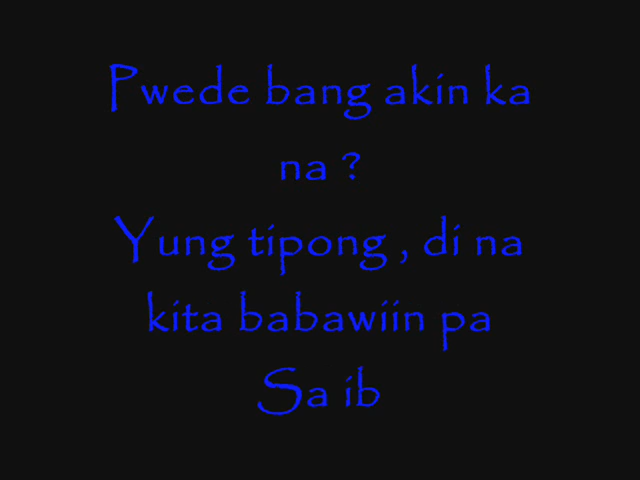 Pwede bang akin ka
na ?
Yung tipong , di na
kita babawiin pa
Sa ib